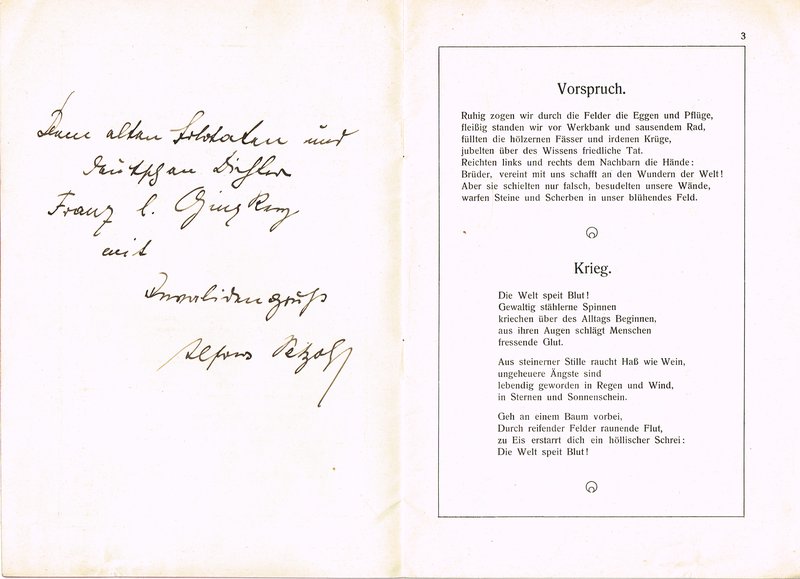 Dem alten Soldaten und
deutschen Dichter
Franz
mit
Invalidengruß
Alfons Petzold
3
Vorspruch.
Ruhig zogen wir durch die Felder die Eggen und Pflüge,
fleißig standen wir vor Werkbank und sausendem Rad,
füllten die hölzernen Fässer und irdenen Krüge,
jubelten über des Wissens friedliche Tat.
Reichten links und rechts dem Nachbarn die Hände:
Brüder, vereint mit uns schafft an den Wundern der Welt!
Aber sie schielten nur falsch, besudelten unsere Wände,
warfen Steine und Scherben in unser blühendes Feld.
Krieg.
Die Welt speit Blut!
Gewaltig stählerne Spinnen
kriechen über des Alltags Beginnen,
aus ihren Augen schlägt Menschen
fressende Glut.
Aus steinerner Stille raucht Haß wie Wein,
ungeheure Ängste sind
lebendig geworden in Regen und Wind,
in Sternen und Sonnenschein.
Geh an einem Baum vorbei,
Durch reifender Felder raunende Flut,
zu Eis erstarrt dich ein höllischer Schrei:
Die Welt speit Blut!